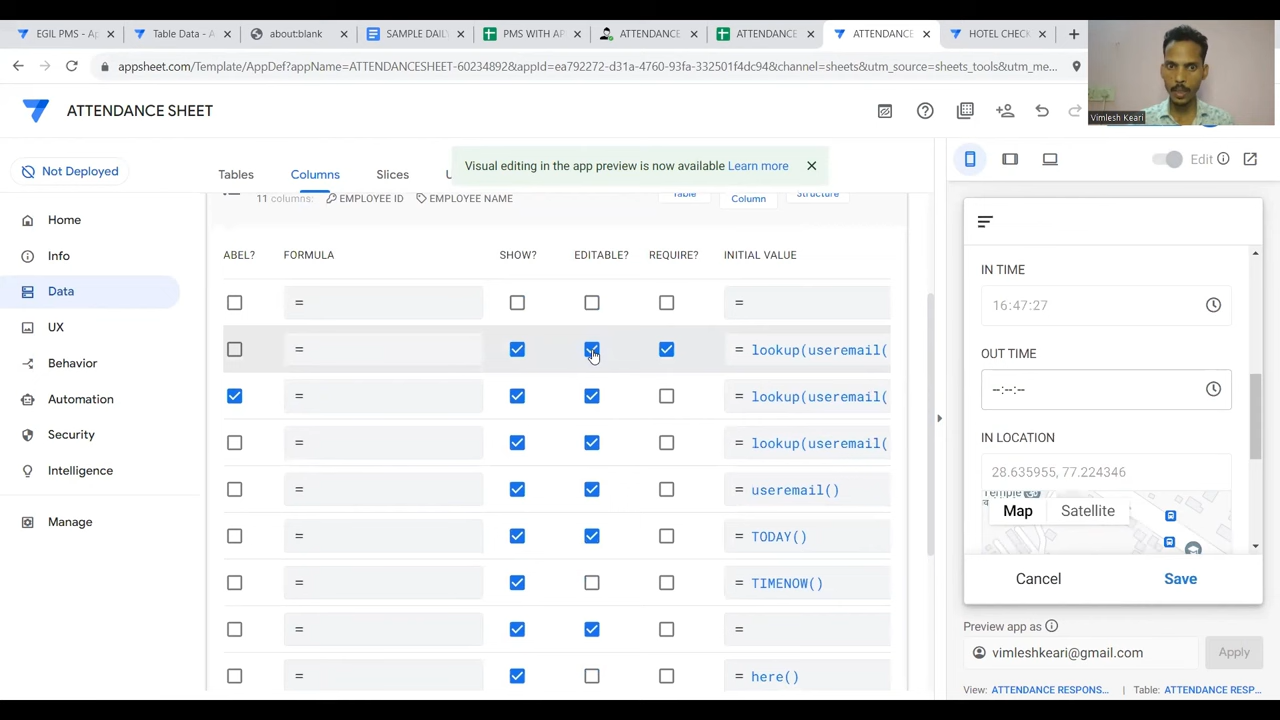 EGIL PMS - Ap
Table Data - A
about:blank
SAMPLE DAIL
PMS WITH AP
ATTENDANCE
ATTENDANCE
ATTENDANC
HOTEL CHECK
appsheet.com/Template/AppDef?appName=ATTENDANCESHEET-60234892&appId=ea792272-d31a-4760-93fa-332501f4dc94&channel=sheets&utm_source=sheets_tools&utm_me...
Vimlesh Keari
ATTENDANCE SHEET
Not Deployed
Tables
Columns
Slices
U
Visual editing in the app preview is now available Learn more
Edit
11 columns:
EMPLOYEE ID
EMPLOYEE NAME
Table
Column
Structure
Home
Info
Data
UX
Behavior
Automation
Security
Intelligence
Manage
ABEL?
FORMULA
SHOW?
EDITABLE?
REQUIRE?
INITIAL VALUE
=
=
=
= lookup(useremail(
=
= lookup(useremail(
=
= lookup(useremail(
=
= useremail()
=
= TODAY()
=
= TIMENOW()
=
=
=
= here()
IN TIME
16:47:27
OUT TIME
--:--:--
IN LOCATION
28.635955, 77.224346
Temple
Map
Satellite
Cancel
Save
Preview app as
vimleshkeari@gmail.com
Apply
View: ATTENDANCE RESPONS... | Table: ATTENDANCE RESP...